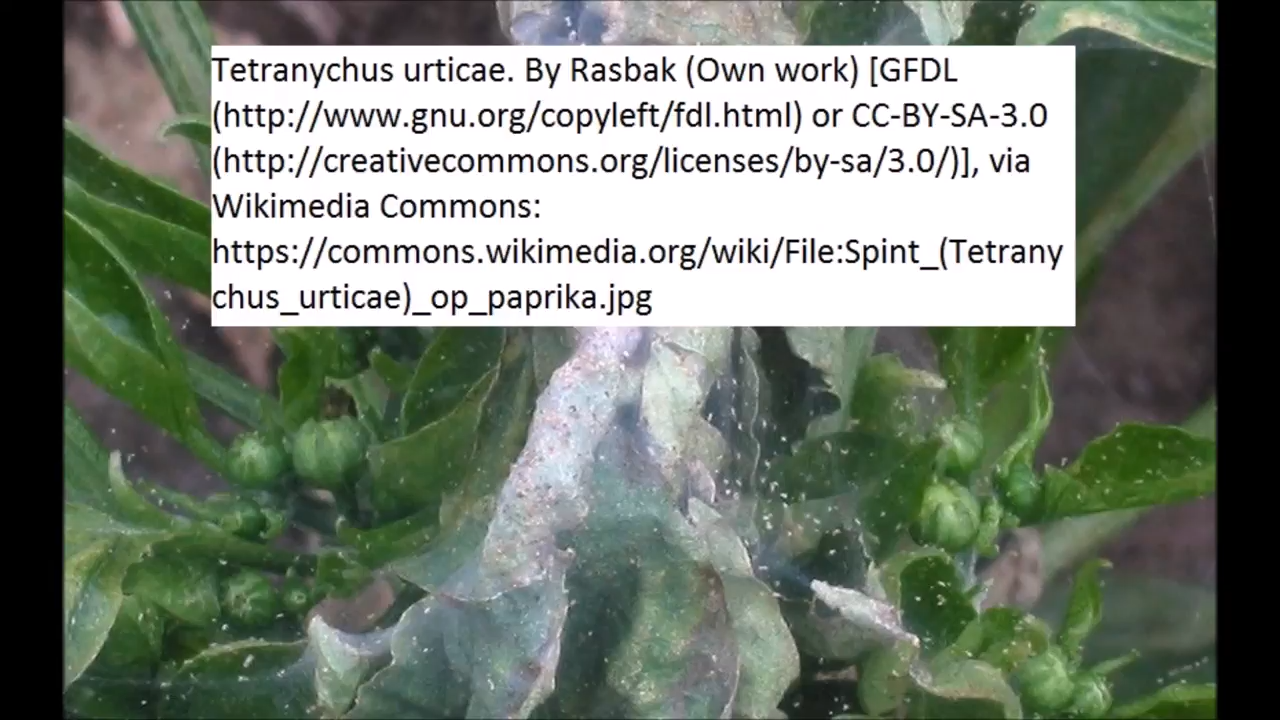 Tetranychus urticae. By Rasbak (Own work) [GFDL
(http://www.gnu.org/copyleft/fdl.html) or CC-BY-SA-3.0
(http://creativecommons.org/licenses/by-sa/3.0/)], via
Wikimedia Commons:
https://commons.wikimedia.org/wiki/File:Spint_(Tetrany
chus_urticae)_op_paprika.jpg